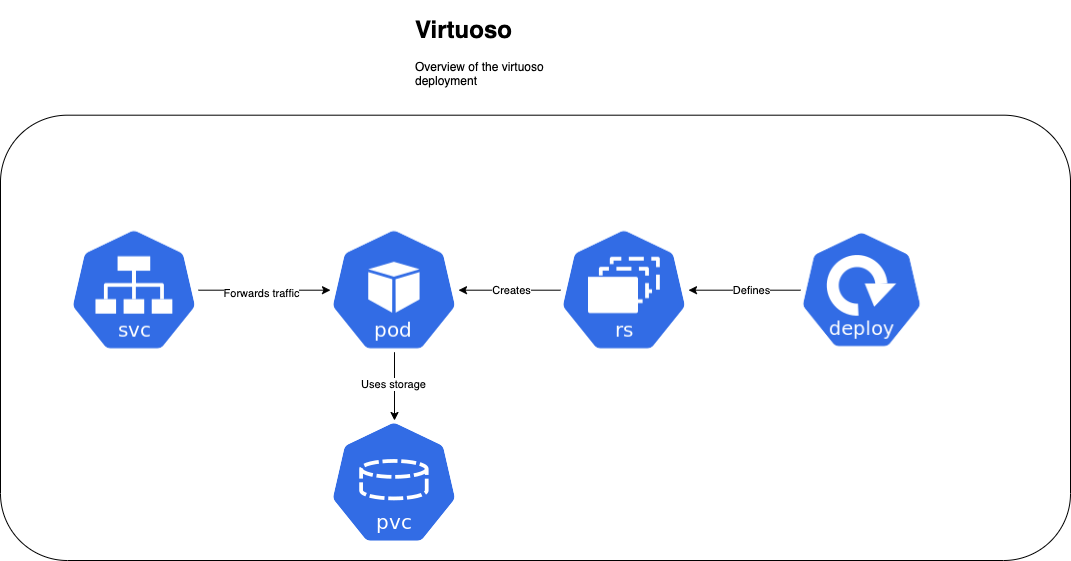 Virtuoso
Overview of the virtuoso
deployment
svc
Forwards traffic
pod
Creates
rs
Defines
deploy
Uses storage
pvc